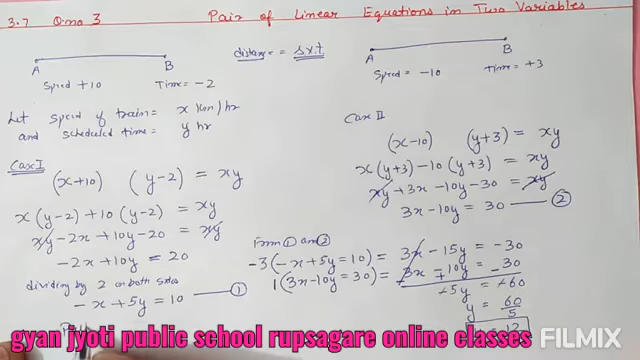 3.7 Q.no 3 Pair of Linear Equations in Two Variables
A B
Speed +10 Time = -2
distance = s x t
A B
Speed = -10 Time = +3
Let speed of train = x km/hr
and scheduled time = y hr
Case I
(x+10) (y-2) = xy
x(y-2)+10(y-2) = xy
xy-2x+10y-20 = xy
-2x+10y = 20
dividing by 2 on both sides
-x+5y=10 ——— ①
Case II
(x-10) (y+3) = xy
x(y+3)-10(y+3) = xy
xy+3x-10y-30 = xy
3x-10y = 30 ——— ②
From ① and ②
-3(-x+5y=10) = 3x-15y = -30
1(3x-10y=30) = 3x-10y = 30
y = 60/5
gyan jyoti public school rupsagare online classes
FILMIX